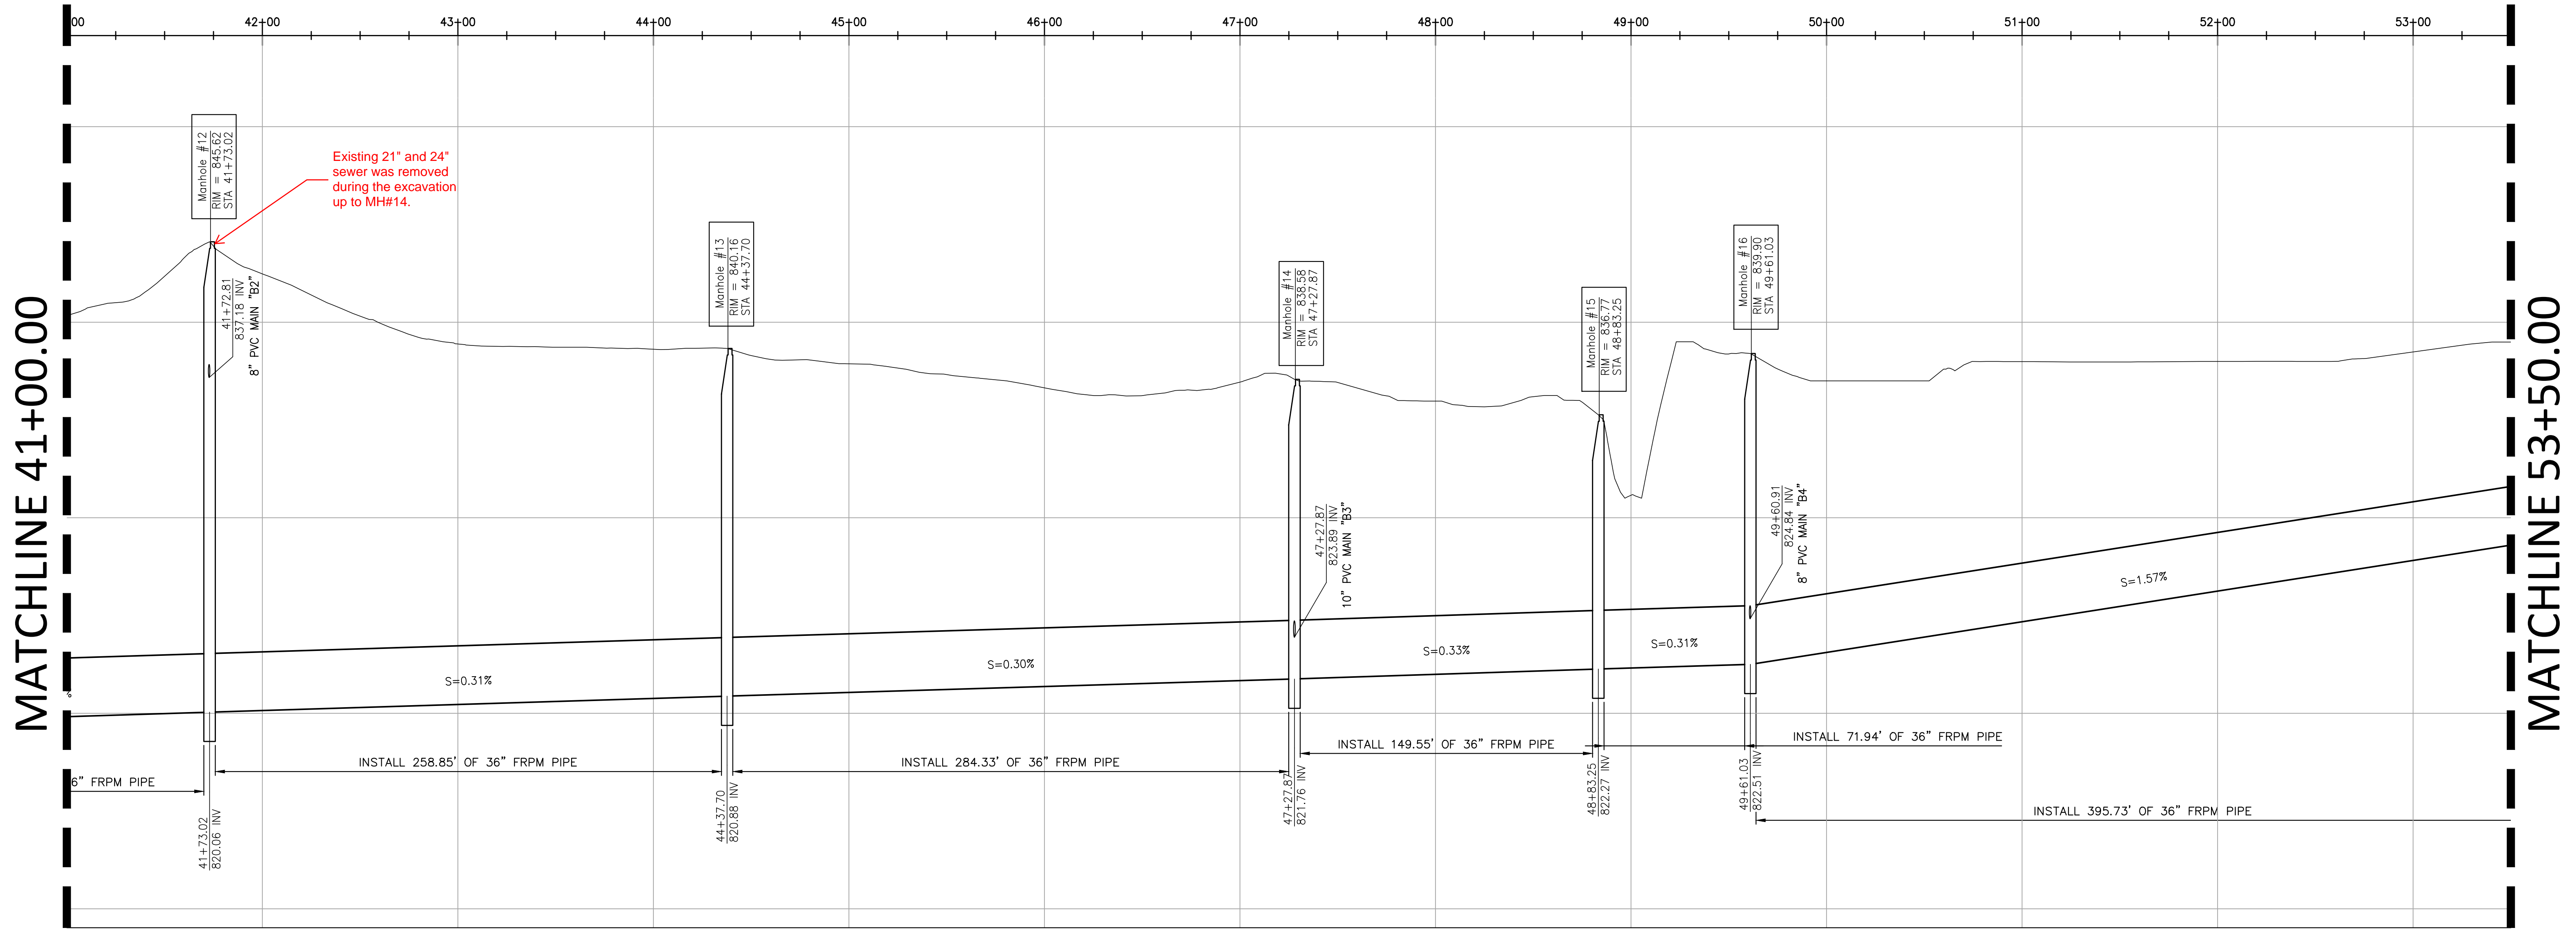 00
42+00
43+00
44+00
45+00
46+00
47+00
48+00
49+00
50+00
51+00
52+00
53+00
MATCHLINE 41+00.00
Manhole #12
RIM = 845.62
STA 41+73.02
Existing 21" and 24"
sewer was removed
during the excavation
up to MH#14.
41+72.81
837.18 INV
8" PVC MAIN "B2"
Manhole #13
RIM = 840.16
STA 44+37.70
Manhole #14
RIM = 838.58
STA 47+27.87
Manhole #15
RIM = 836.77
STA 48+83.25
Manhole #16
RIM = 839.90
STA 49+61.03
47+27.87
823.89 INV
10" PVC MAIN "B3"
49+60.91
824.84 INV
8" PVC MAIN "B4"
%
S=0.31%
S=0.30%
S=0.33%
S=0.31%
S=1.57%
6" FRPM PIPE
INSTALL 258.85' OF 36" FRPM PIPE
INSTALL 284.33' OF 36" FRPM PIPE
INSTALL 149.55' OF 36" FRPM PIPE
INSTALL 71.94' OF 36" FRPM PIPE
INSTALL 395.73' OF 36" FRPM PIPE
41+73.02
820.06 INV
44+37.70
820.88 INV
47+27.87
821.76 INV
48+83.25
822.27 INV
49+61.03
822.51 INV
MATCHLINE 53+50.00